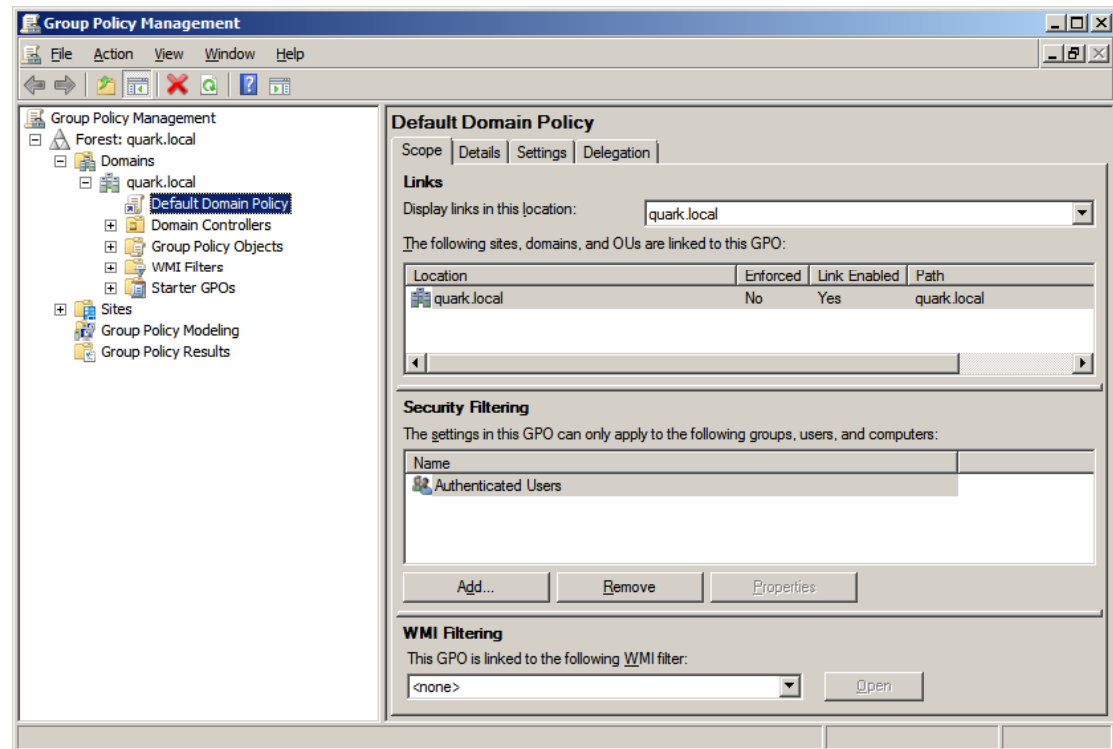 Group Policy Management
File Action View Window Help
Group Policy Management
Forest: quark.local
Domains
quark.local
Default Domain Policy
Domain Controllers
Group Policy Objects
WMI Filters
Starter GPOs
Sites
Group Policy Modeling
Group Policy Results
Default Domain Policy
Scope Details Settings Delegation
Links
Display links in this location: quark.local
The following sites, domains, and OUs are linked to this GPO:
Location Enforced Link Enabled Path
quark.local No Yes quark.local
Security Filtering
The settings in this GPO can only apply to the following groups, users, and computers:
Name
Authenticated Users
Add... Remove Properties
WMI Filtering
This GPO is linked to the following WMI filter:
<none> Open